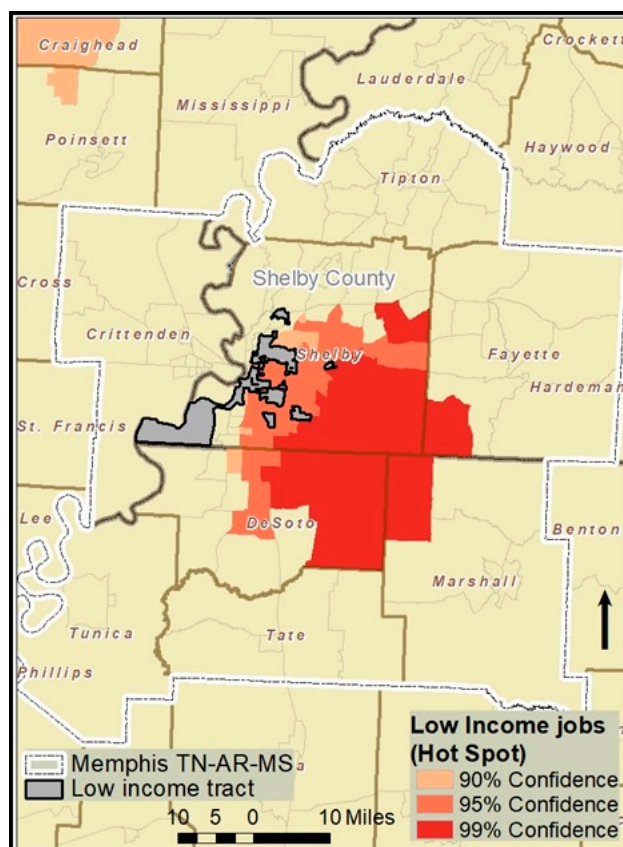 Craighead
Crockett
Lauderdale
Mississippi
Poinsett
Haywood
Tipton
Cross
Shelby County
Crittenden
Shelby
Fayette
Hardeman
St. Francis
Lee
DeSoto
Benton
Marshall
Tunica
Tate
Phillips
Low Income jobs
(Hot Spot)
90% Confidence
95% Confidence
99% Confidence
Memphis TN-AR-MS
Low income tract
10 5 0 10 Miles